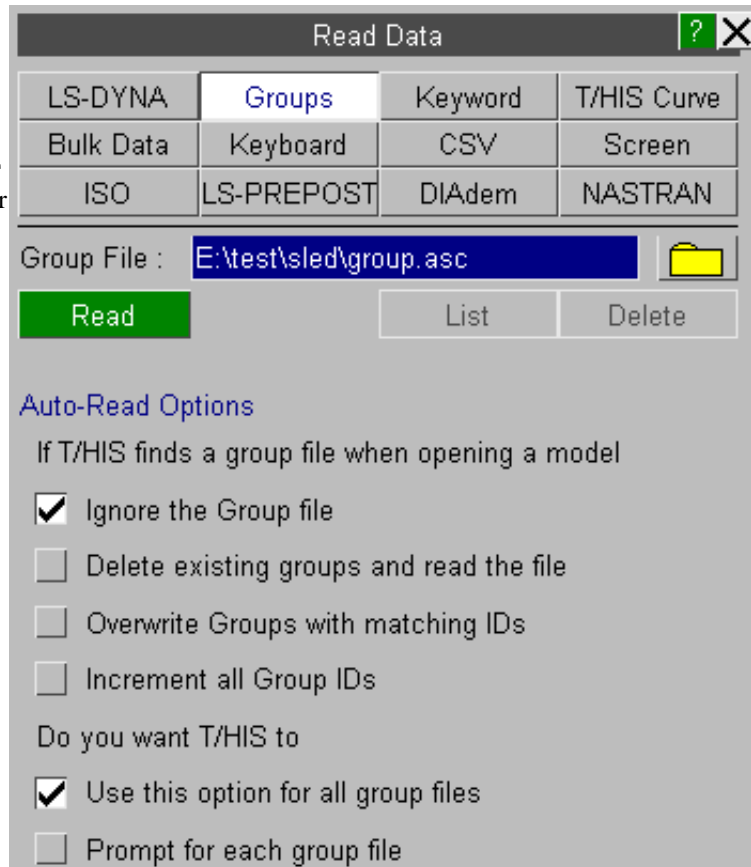 Read Data ? X
LS-DYNA Groups Keyword T/HIS Curve
Bulk Data Keyboard CSV Screen
r ISO LS-PREPOST DIAdem NASTRAN
Group File : E:\test\sled\group.asc
Read List Delete
Auto-Read Options
If T/HIS finds a group file when opening a model
Ignore the Group file
Delete existing groups and read the file
Overwrite Groups with matching IDs
Increment all Group IDs
Do you want T/HIS to
Use this option for all group files
Prompt for each group file